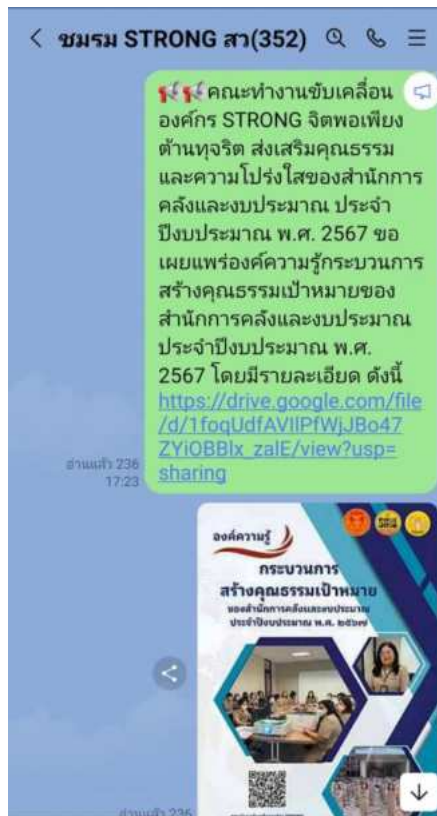 ชมรม STRONG สว(352)
คณะทำงานขับเคลื่อน
องค์กร STRONG จิตพอเพียง
ต้านทุจริต ส่งเสริมคุณธรรม
และความโปร่งใสของสำนักการ
คลังและงบประมาณ ประจำ
ปีงบประมาณ พ.ศ. 2567 ขอ
เผยแพร่องค์ความรู้กระบวนการ
สร้างคุณธรรมเป้าหมายของ
สำนักการคลังและงบประมาณ
ประจำปีงบประมาณ พ.ศ.
2567 โดยมีรายละเอียด ดังนี้
https://drive.google.com/file
/d/1foqUdfAVIlPfWjJBo47
ZYiOBBlx_zalE/view?usp=
sharing
อ่านแล้ว 236
17:23
องค์ความรู้
กระบวนการ
สร้างคุณธรรมเป้าหมาย
ของสำนักการคลังและงบประมาณ
ประจำปีงบประมาณ พ.ศ. ๒๕๖๗
อ่านแล้ว 236